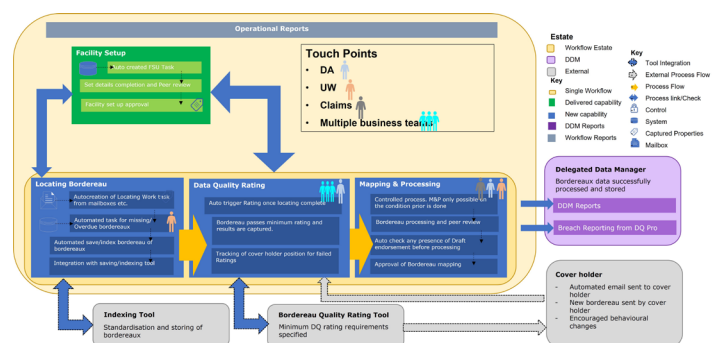 Operational Reports
Facility Setup
Auto created FSU Task
Set details completion and Peer review
Facility set up approval
Touch Points
• DA
• UW
• Claims
• Multiple business teams
Estate
Workflow Estate
DDM
External
Key
Single Workflow
Delivered capability
New capability
DDM Reports
Workflow Reports
Key
Tool Integration
External Process Flow
Process Flow
Process link/Check
Control
System
Captured Properties
Mailbox
Locating Bordereau
Autocreation of Locating Work task
from mailboxes etc.
Automated task for missing/
Overdue bordereaux
Automated save/index bordereau of
bordereaux
Integration with saving/indexing tool
Data Quality Rating
Auto trigger Rating once locating complete
Bordereau passes minimum rating and
results are captured.
Tracking of cover holder position for failed
Ratings
Mapping & Processing
Controlled process, M&P only possible on
the condition prior is done
Bordereau processing and peer review
Auto check any presence of Draft
endorsement before processing
Approval of Bordereau mapping
Delegated Data Manager
Bordereaux data successfully
processed and stored
DDM Reports
Breach Reporting from DQ Pro
Indexing Tool
Standardisation and storing of
bordereaux
Bordereau Quality Rating Tool
Minimum DQ rating requirements
specified
Cover holder
- Automated email sent to cover
holder
- New bordereau sent by cover
holder
- Encouraged behavioural
changes